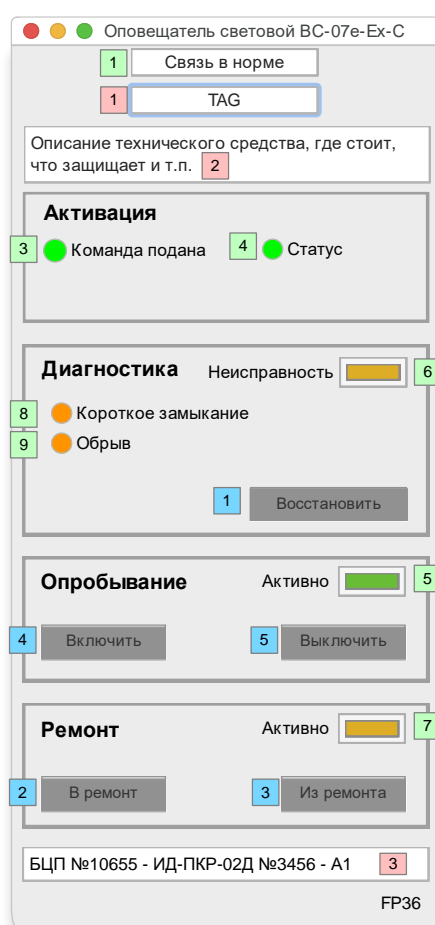 Оповещатель световой ВС-07е-Ех-С
1 Связь в норме
1 TAG
Описание технического средства, где стоит,
что защищает и т.п. 2
Активация
3 Команда подана 4 Статус
Диагностика Неисправность 6
8 Короткое замыкание
9 Обрыв
1 Восстановить
Опробывание Активно 5
4 Включить 5 Выключить
Ремонт Активно 7
2 В ремонт 3 Из ремонта
БЦП №10655 - ИД-ПКР-02Д №3456 - А1 3
FP36